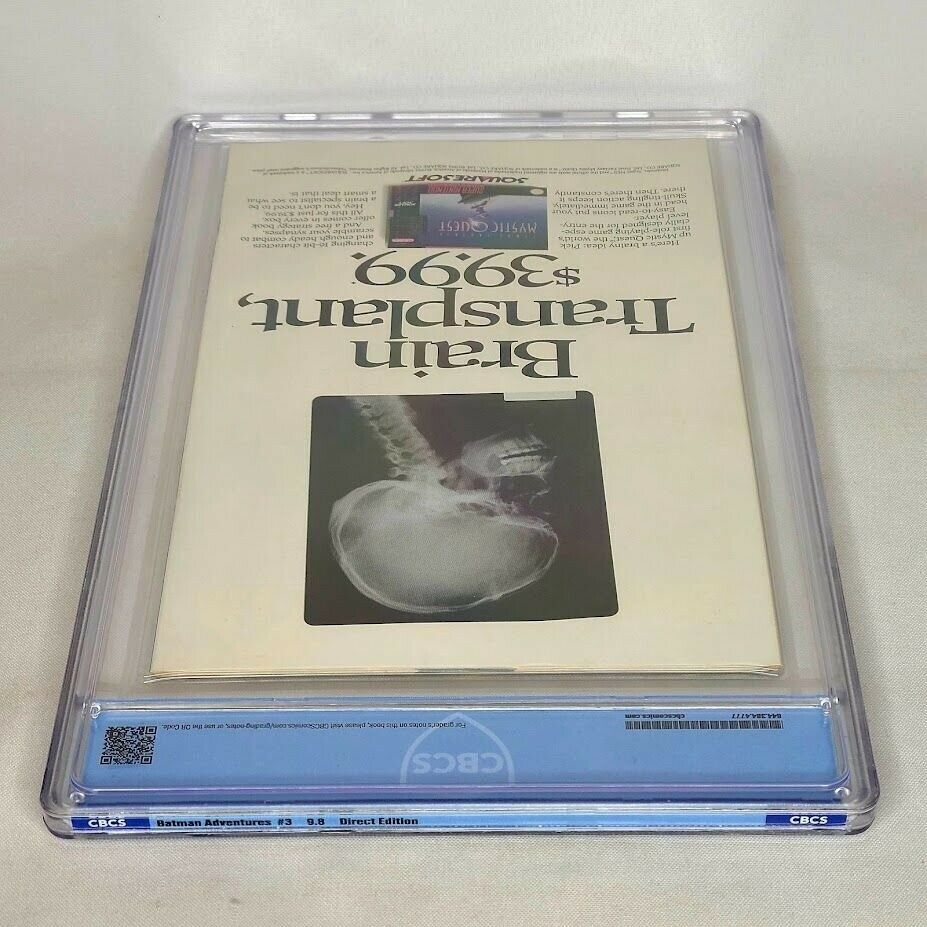 CBCS
844.384.4777
cbcscomics.com
For grader's notes on this book, please visit CBCScomics.com/grading-notes, or use the QR Code.
Brain
Transplant,
$39.99.
Here's a brainy idea: Pick
up Mystic Quest,™ the world's
first role-playing game espe-
cially designed for the entry-
level player.
Easy-to-read icons put your
head in the game immediately.
Skull-tingling action keeps it
there. Then there's constantly
MYSTIC QUEST
SUPER NINTENDO
changing 16-bit characters
and enough heady combat to
scramble your synapses.
And a free strategy book
offer comes in every box.
All this for just $39.99.
Hey, you don't need to be
a brain specialist to see what
a smart deal that is.
SQUARESOFT
CBCS Batman Adventures #3 9.8 Direct Edition CBCS